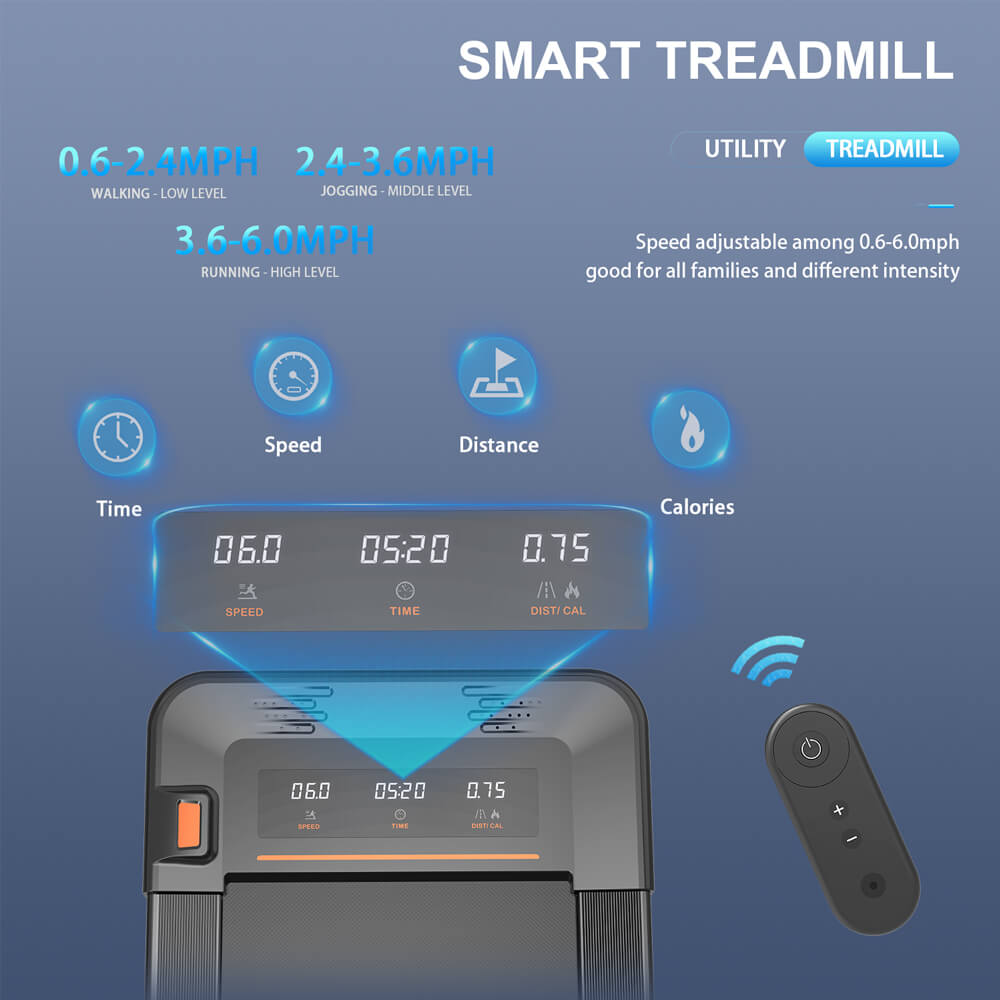 SMART TREADMILL
UTILITY TREADMILL
0.6-2.4MPH 2.4-3.6MPH
WALKING - LOW LEVEL JOGGING - MIDDLE LEVEL
3.6-6.0MPH
RUNNING - HIGH LEVEL
Speed adjustable among 0.6-6.0mph
good for all families and different intensity
Speed Distance
Time Calories
06.0 05:20 0.75
SPEED TIME DIST/ CAL
06.0 05:20 0.75
SPEED TIME DIST/ CAL